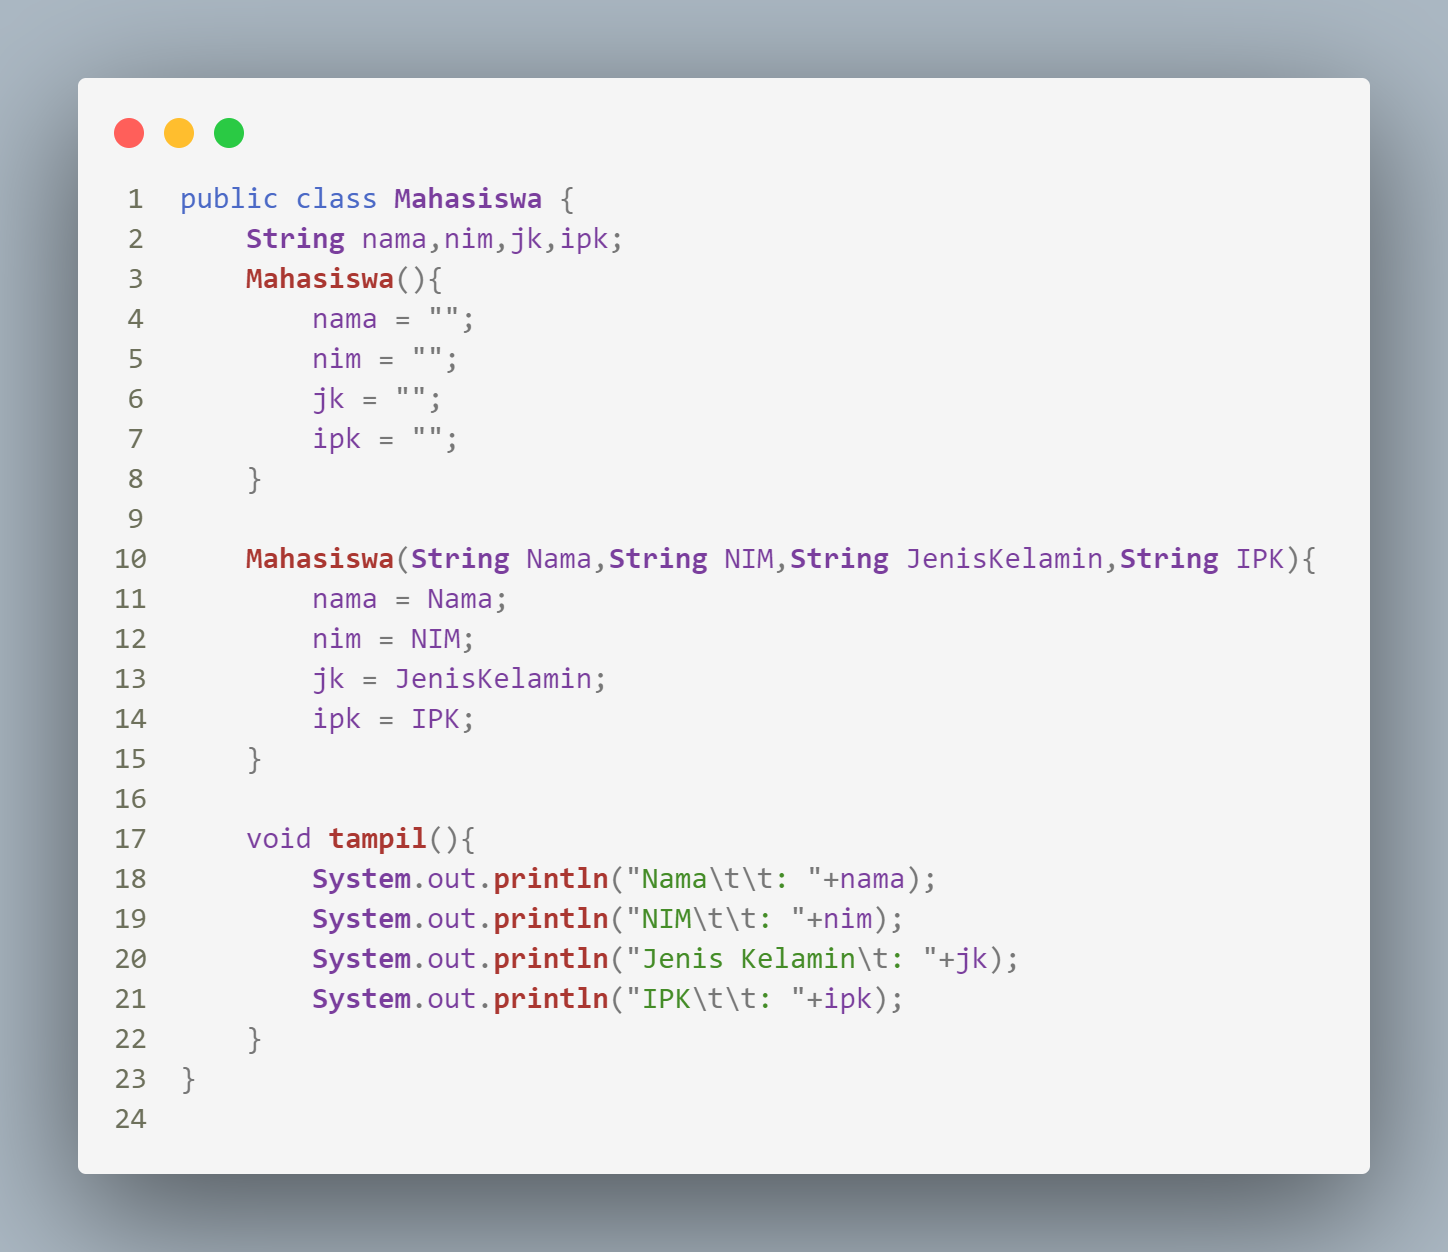 1 public class Mahasiswa {
2     String nama,nim,jk,ipk;
3     Mahasiswa(){
4         nama = "";
5         nim = "";
6         jk = "";
7         ipk = "";
8     }
9
10     Mahasiswa(String Nama,String NIM,String JenisKelamin,String IPK){
11         nama = Nama;
12         nim = NIM;
13         jk = JenisKelamin;
14         ipk = IPK;
15     }
16
17     void tampil(){
18         System.out.println("Nama\t\t: "+nama);
19         System.out.println("NIM\t\t: "+nim);
20         System.out.println("Jenis Kelamin\t: "+jk);
21         System.out.println("IPK\t\t: "+ipk);
22     }
23 }
24